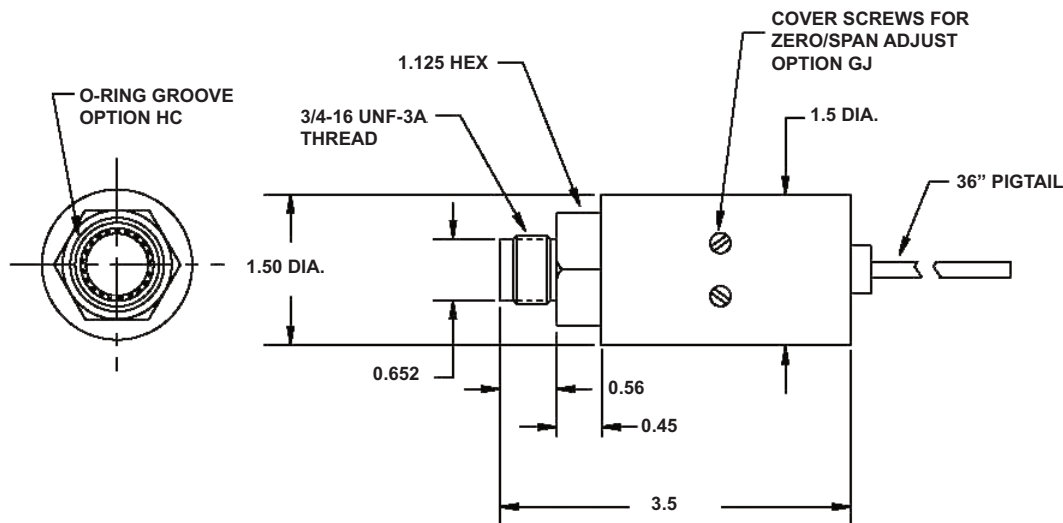 COVER SCREWS FOR
ZERO/SPAN ADJUST
OPTION GJ
1.125 HEX
O-RING GROOVE
OPTION HC
3/4-16 UNF-3A
THREAD
1.5 DIA.
36” PIGTAIL
1.50 DIA.
0.652
0.56
0.45
3.5